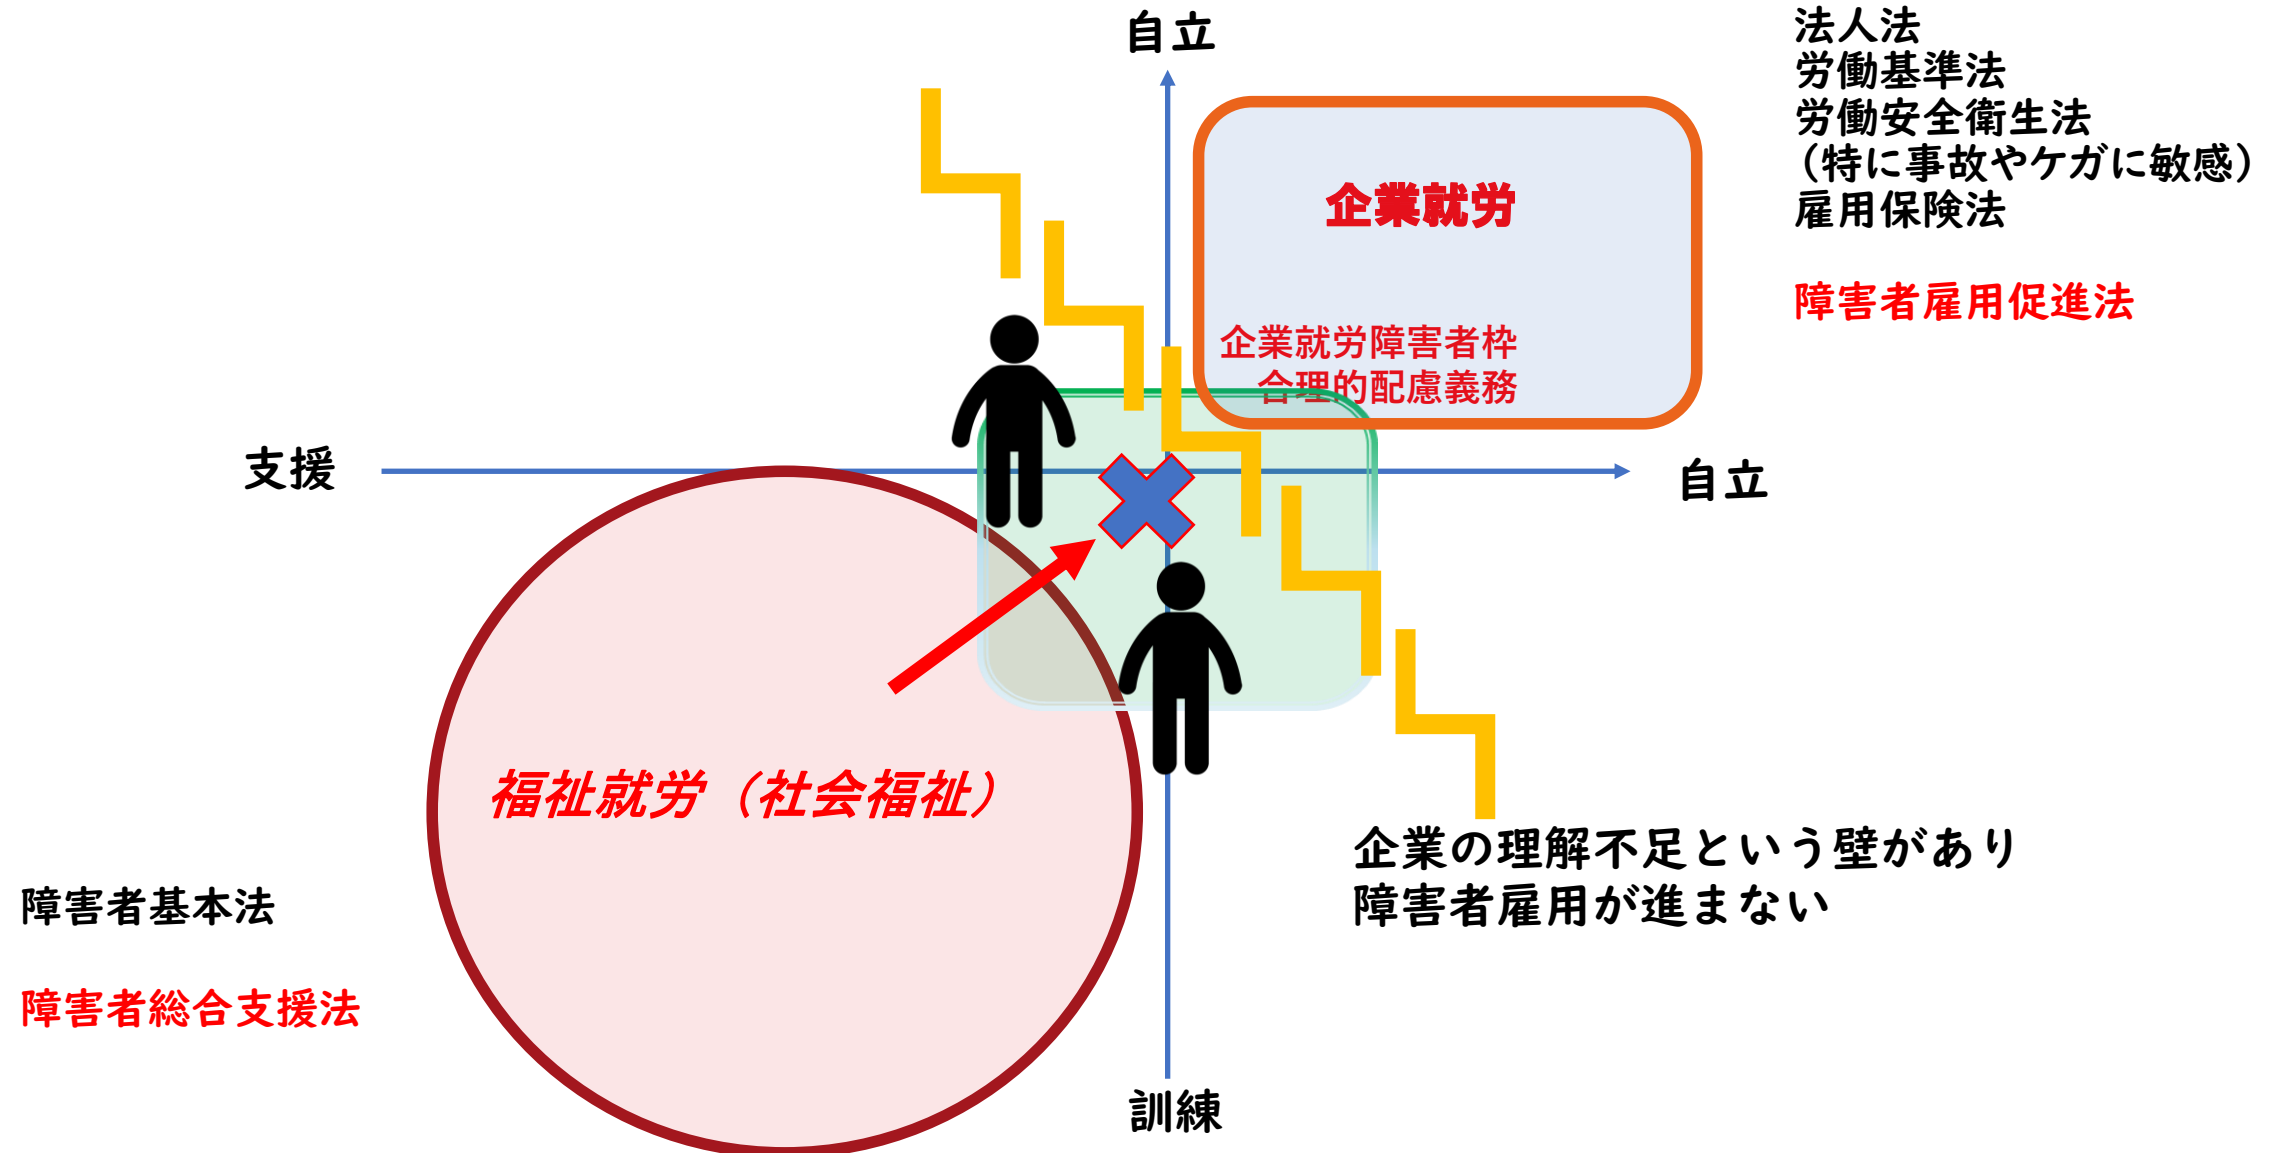 自立
法人法
労働基準法
労働安全衛生法
（特に事故やケガに敏感）
雇用保険法
障害者雇用促進法
企業就労
企業就労障害者枠
合理的配慮義務
支援
自立
福祉就労（社会福祉）
企業の理解不足という壁があり
障害者雇用が進まない
障害者基本法
障害者総合支援法
訓練